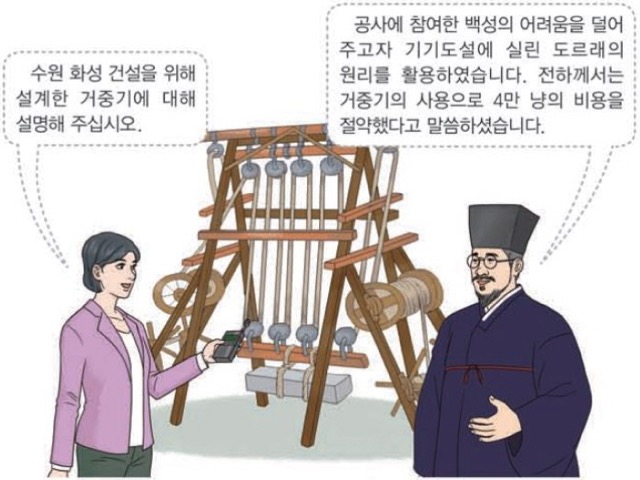 수원 화성 건설을 위해
설계한 거중기에 대해
설명해 주십시오.
공사에 참여한 백성의 어려움을 덜어
주고자 기기도설에 실린 도르래의
원리를 활용하였습니다. 전하께서는
거중기의 사용으로 4만 냥의 비용을
절약했다고 말씀하셨습니다.